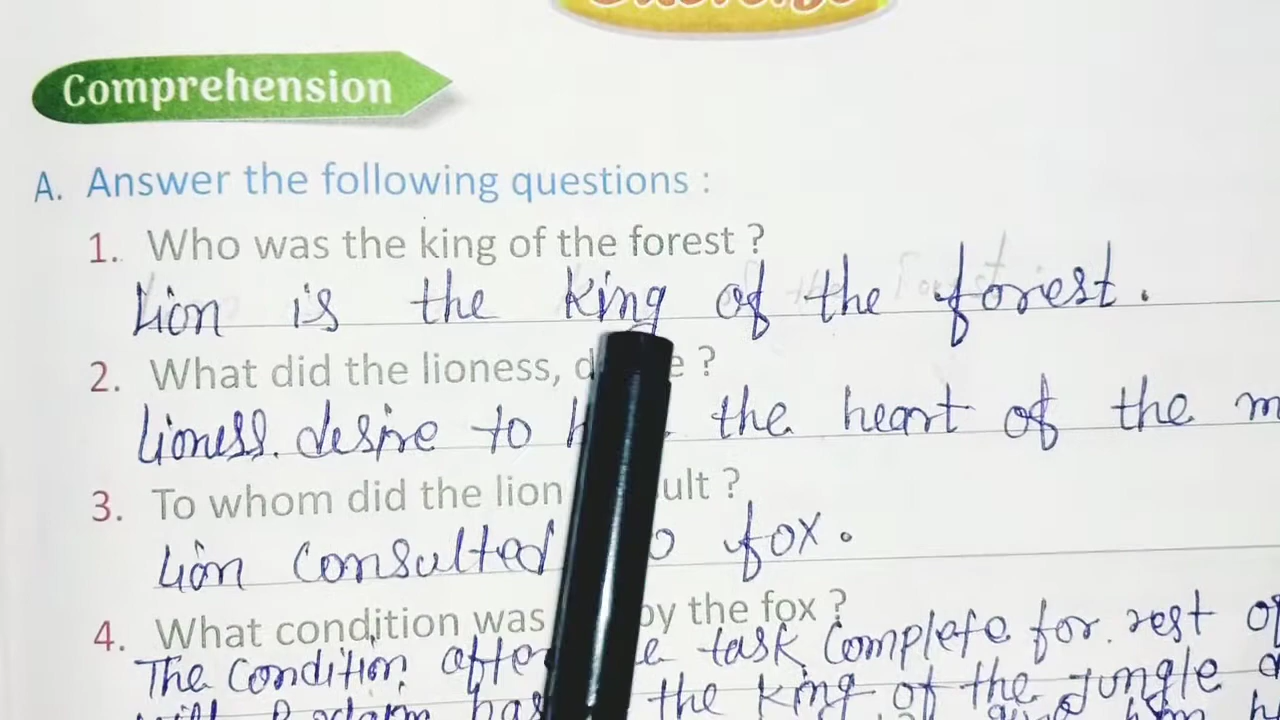 Comprehension
A. Answer the following questions :
1. Who was the king of the forest ?
Lion is the king of the forest.
2. What did the lioness, ?
Lioness. desire to the heart of the
3. To whom did the lion ?
Lion consulted fox.
4. What condition was by the fox ?
The Condition task Complete for rest
the king of the Jungle